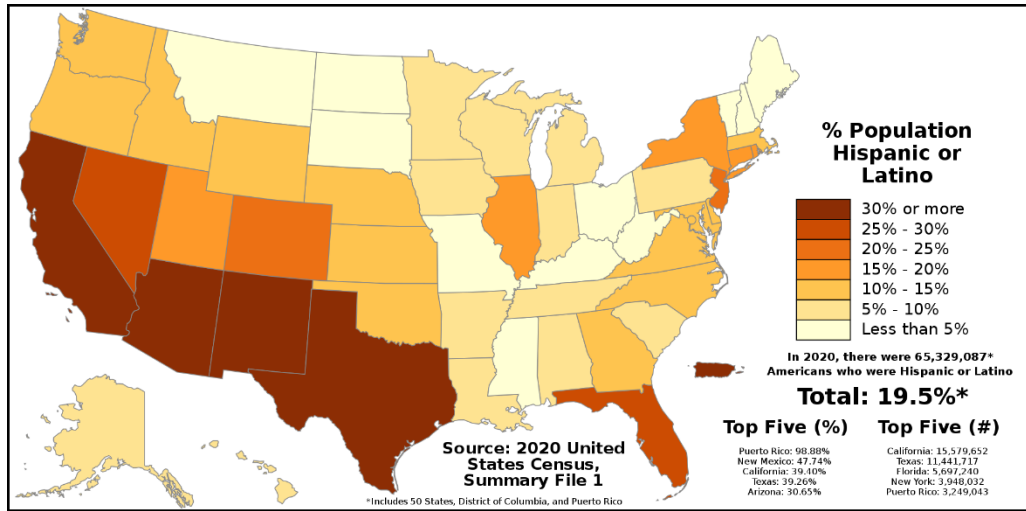 % Population
Hispanic or
Latino
30% or more
25% - 30%
20% - 25%
15% - 20%
10% - 15%
5% - 10%
Less than 5%
In 2020, there were 65,329,087*
Americans who were Hispanic or Latino
Total: 19.5%*
Top Five (%)
Puerto Rico: 98.88%
New Mexico: 47.74%
California: 39.40%
Texas: 39.26%
Arizona: 30.65%
Top Five (#)
California: 15,579,652
Texas: 11,441,717
Florida: 5,697,240
New York: 3,948,032
Puerto Rico: 3,249,043
Source: 2020 United
States Census,
Summary File 1
*Includes 50 States, District of Columbia, and Puerto Rico